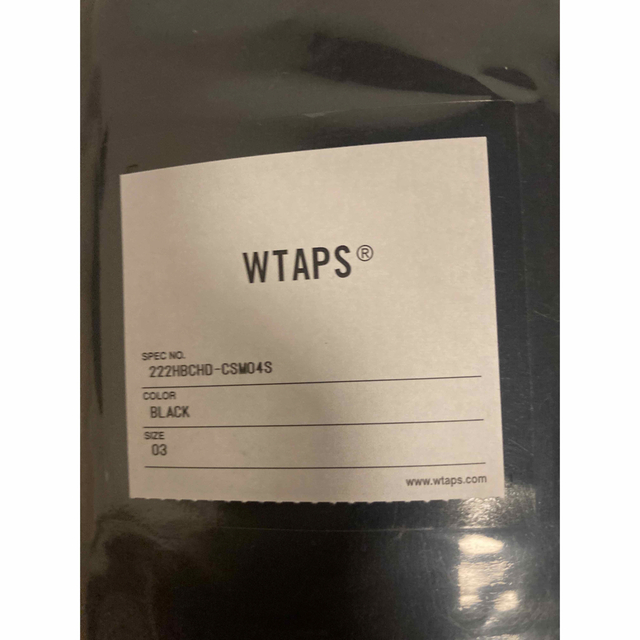 WTAPS®
SPEC NO.
222HBCHD-CSM04S
COLOR
BLACK
SIZE
03
www.wtaps.com